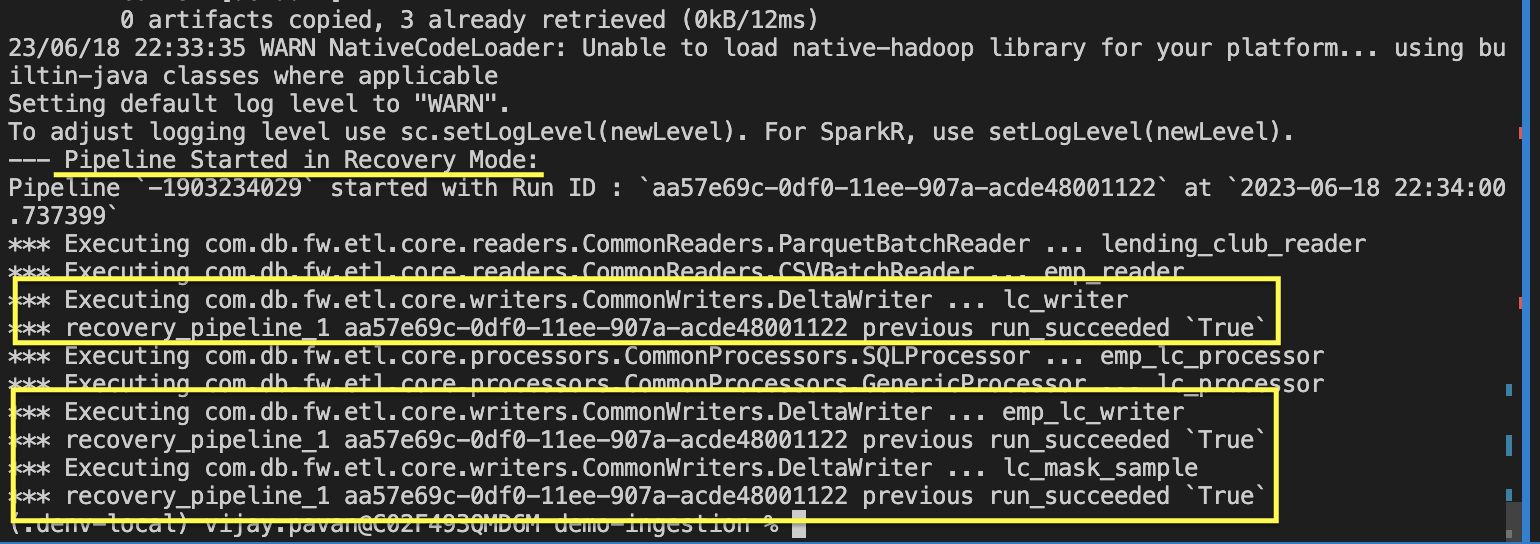 0 artifacts copied, 3 already retrieved (0kB/12ms)
23/06/18 22:33:35 WARN NativeCodeLoader: Unable to load native-hadoop library for your platform... using bu
iltin-java classes where applicable
Setting default log level to "WARN".
To adjust logging level use sc.setLogLevel(newLevel). For SparkR, use setLogLevel(newLevel).
--- Pipeline Started in Recovery Mode:
Pipeline `-1903234029` started with Run ID : `aa57e69c-0df0-11ee-907a-acde48001122` at `2023-06-18 22:34:00
.737399`
*** Executing com.db.fw.etl.core.readers.CommonReaders.ParquetBatchReader ... lending_club_reader
*** Executing com.db.fw.etl.core.readers.CommonReaders.CSVBatchReader ... emp_reader
*** Executing com.db.fw.etl.core.writers.CommonWriters.DeltaWriter ... lc_writer
*** recovery_pipeline_1 aa57e69c-0df0-11ee-907a-acde48001122 previous run_succeeded `True`
*** Executing com.db.fw.etl.core.processors.CommonProcessors.SQLProcessor ... emp_lc_processor
*** Executing com.db.fw.etl.core.processors.CommonProcessors.GenericProcessor ... lc_processor
*** Executing com.db.fw.etl.core.writers.CommonWriters.DeltaWriter ... emp_lc_writer
*** recovery_pipeline_1 aa57e69c-0df0-11ee-907a-acde48001122 previous run_succeeded `True`
*** Executing com.db.fw.etl.core.writers.CommonWriters.DeltaWriter ... lc_mask_sample
*** recovery_pipeline_1 aa57e69c-0df0-11ee-907a-acde48001122 previous run_succeeded `True`
(.denv-local) vijay.pavan@C02F493QMD6M demo-ingestion %